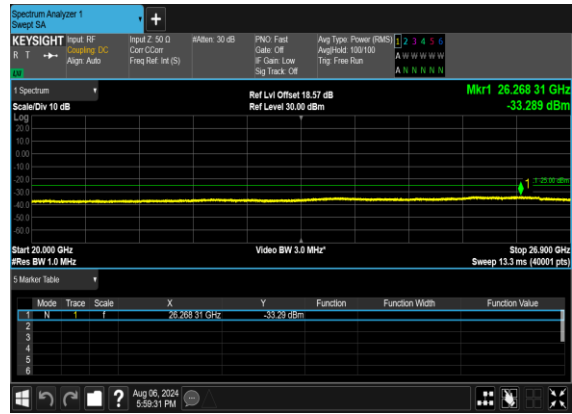 Spectrum Analyzer 1
Swept SA
+
KEYSIGHT Input: RF Input Z: 50 Ω #Atten: 30 dB PNO: Fast Avg Type: Power (RMS) 1 2 3 4 5 6
R T Coupling: DC Corr CCorr Gate: Off Avg|Hold: 100/100 A W W W W W
Align: Auto Freq Ref: Int (S) IF Gain: Low Trig: Free Run
LW Sig Track: Off A N N N N N
1 Spectrum Ref Lvl Offset 18.57 dB Mkr1 26.268 31 GHz
Scale/Div 10 dB Ref Level 30.00 dBm -33.289 dBm
Log
20.0
10.0
0.00
-10.0
-20.0
1 -25.00 dBm
-30.0
-40.0
-50.0
-60.0
Start 20.000 GHz Video BW 3.0 MHz* Stop 26.900 GHz
#Res BW 1.0 MHz Sweep 13.3 ms (40001 pts)
5 Marker Table
Mode Trace Scale X Y Function Function Width Function Value
1 N 1 f 26.268 31 GHz -33.29 dBm
2
3
4
5
6
? Aug 06, 2024
5:59:31 PM